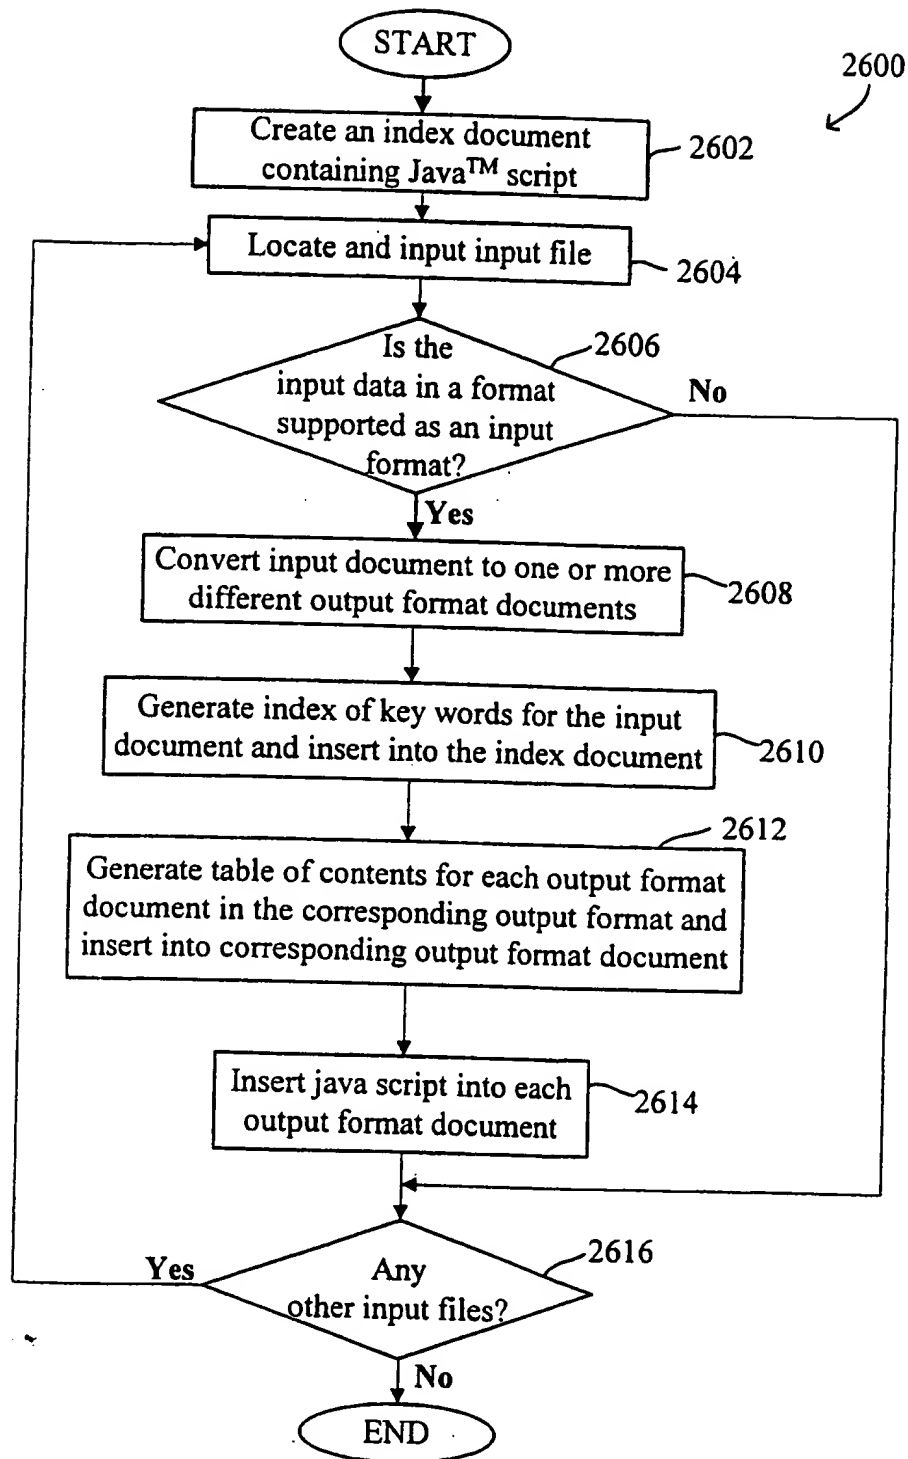 START
2600
Create an index document
containing Java™ script
2602
Locate and input input file
2604
Is the
input data in a format
supported as an input
format?
2606
No
Yes
Convert input document to one or more
different output format documents
2608
Generate index of key words for the input
document and insert into the index document
2610
2612
Generate table of contents for each output format
document in the corresponding output format and
insert into corresponding output format document
Insert java script into each
output format document
2614
Yes
Any
other input files?
2616
No
END